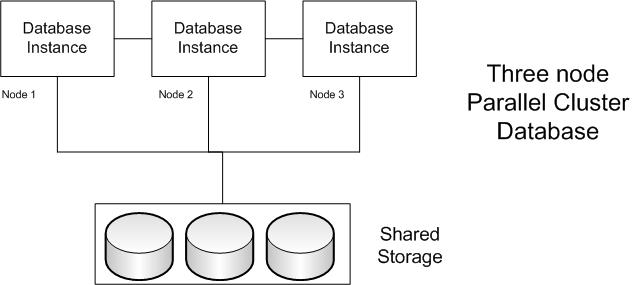 Database
Instance
Database
Instance
Database
Instance
Node 1
Node 2
Node 3
Three node
Parallel Cluster
Database
Shared
Storage